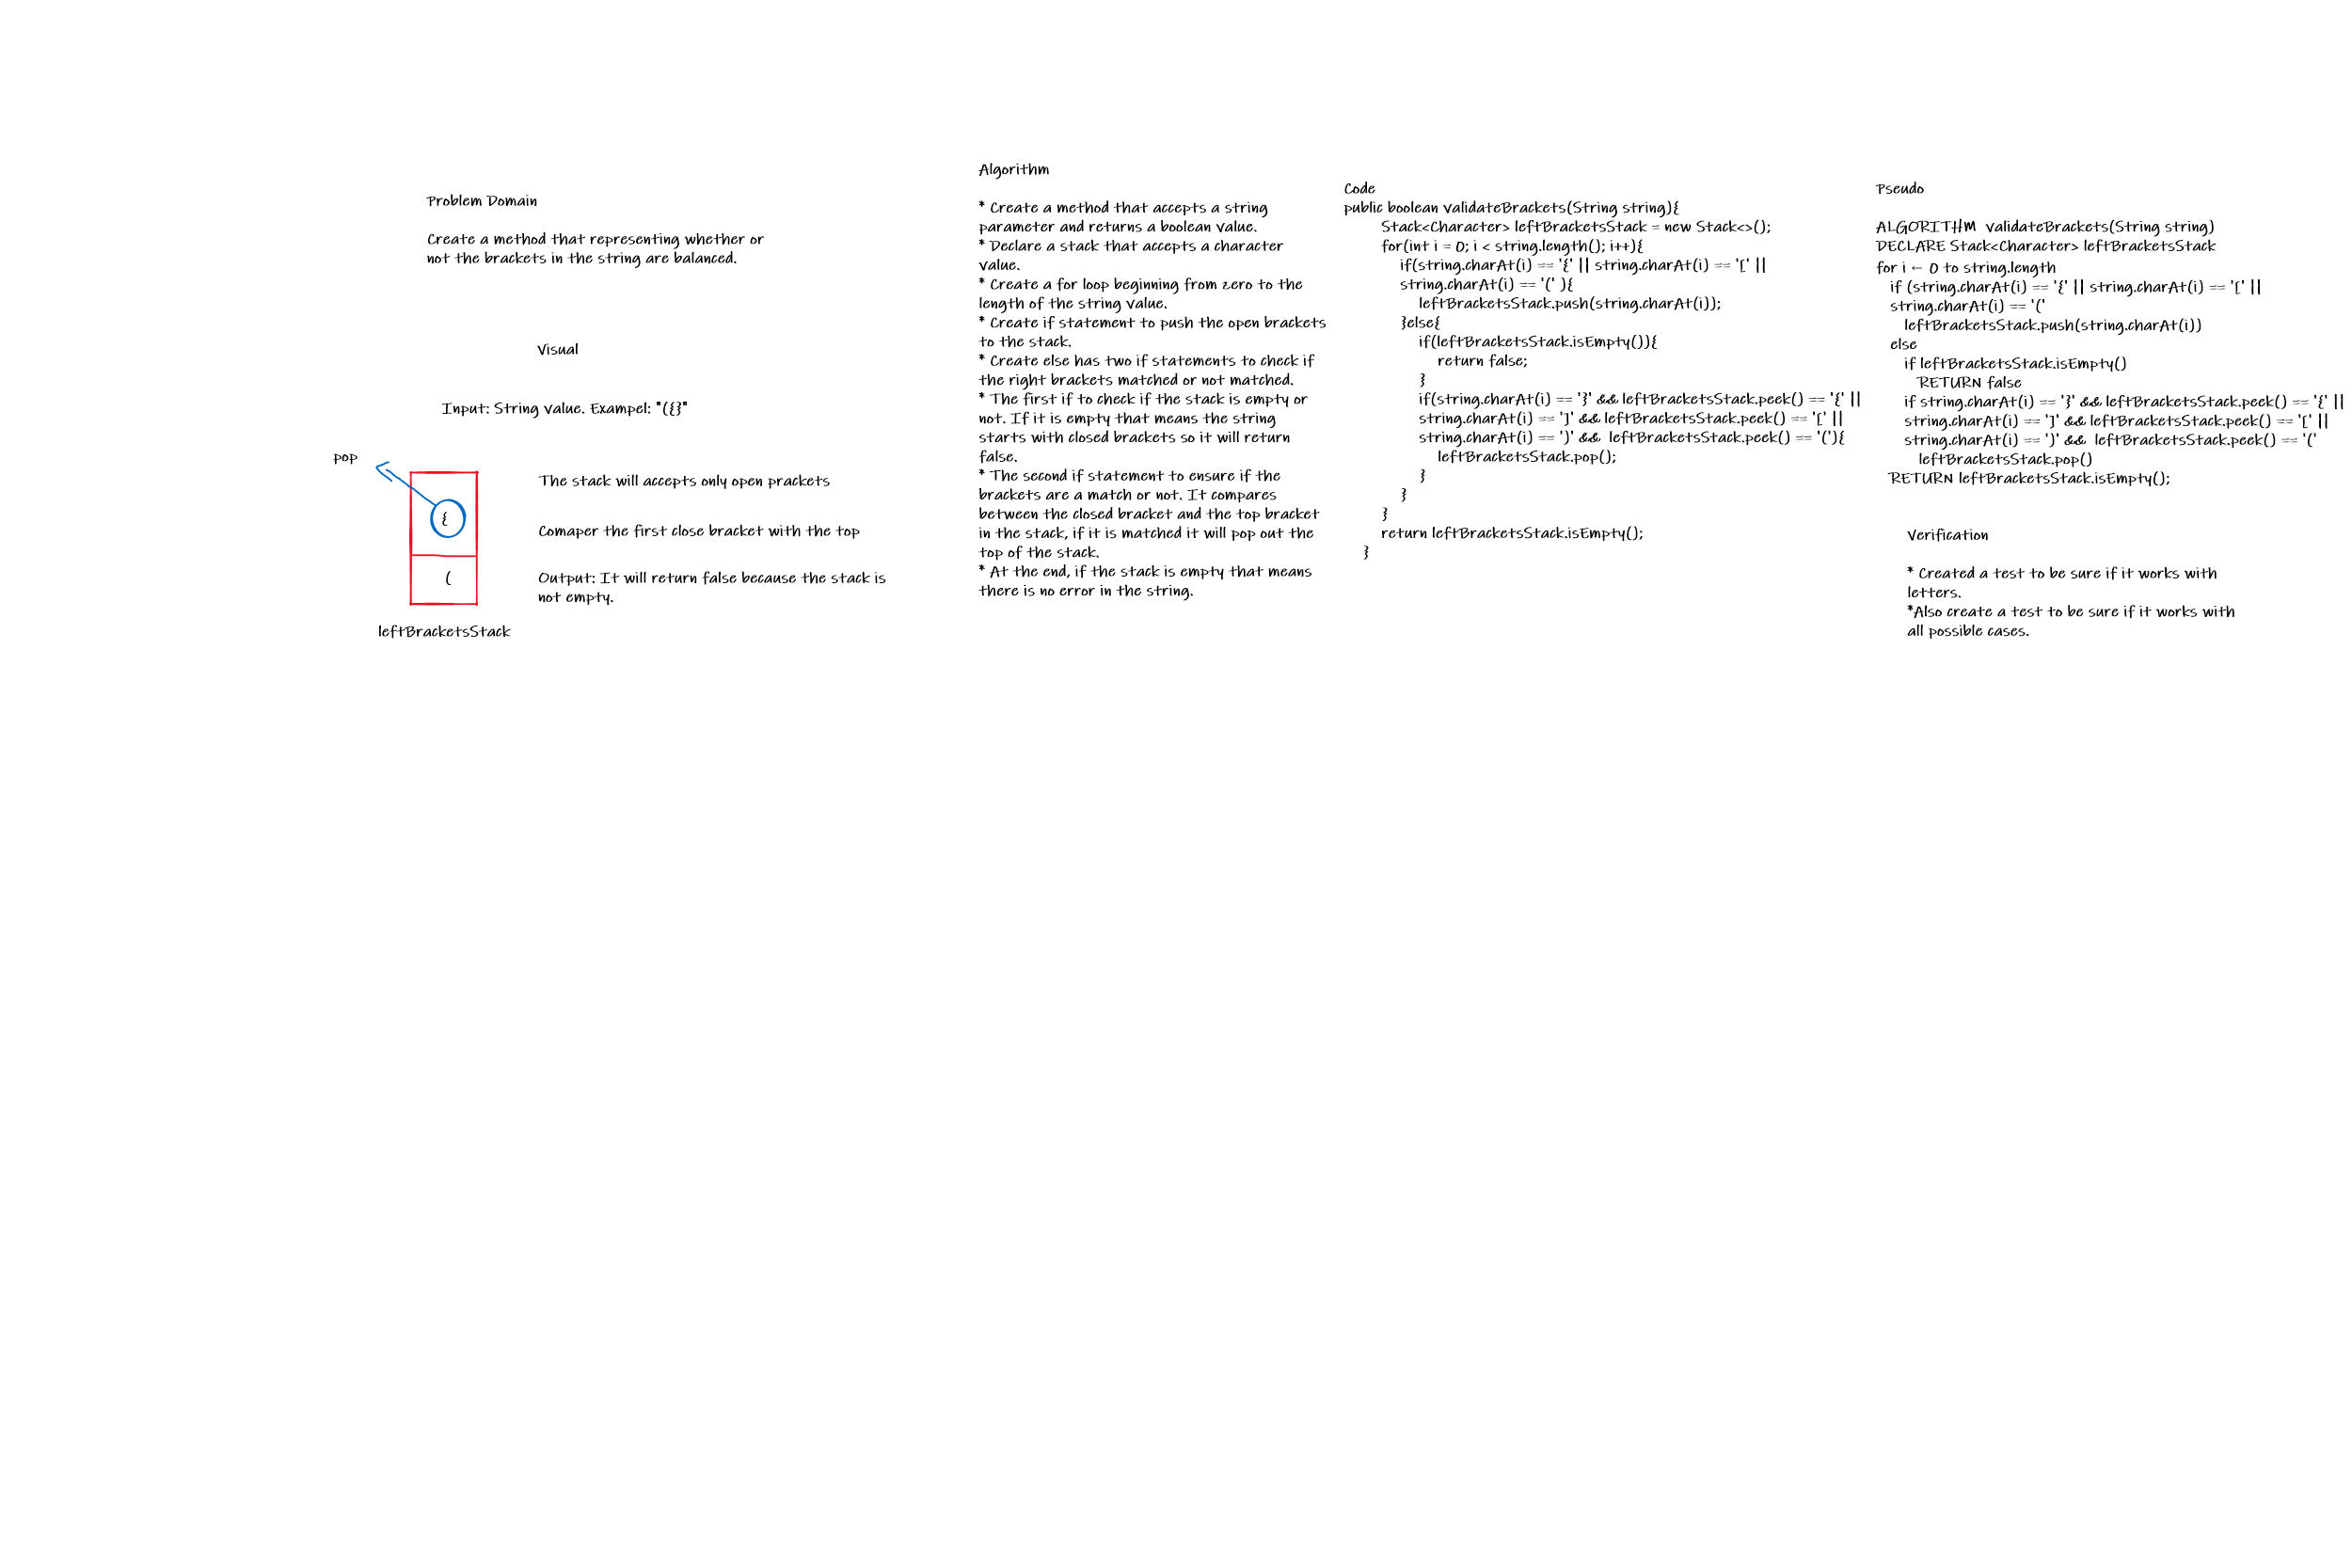 Problem Domain
Create a method that representing whether or
not the brackets in the string are balanced.
Visual
Input: String value. Exampel: "({}"
pop
{
(
leftBracketsStack
The stack will accepts only open prackets
Comaper the first close bracket with the top
Output: It will return false because the stack is
not empty.
Algorithm
* Create a method that accepts a string
parameter and returns a boolean value.
* Declare a stack that accepts a character
value.
* Create a for loop beginning from zero to the
length of the string value.
* Create if statement to push the open brackets
to the stack.
* Create else has two if statements to check if
the right brackets matched or not matched.
* The first if to check if the stack is empty or
not. If it is empty that means the string
starts with closed brackets so it will return
false.
* The second if statement to ensure if the
brackets are a match or not. It compares
between the closed bracket and the top bracket
in the stack, if it is matched it will pop out the
top of the stack.
* At the end, if the stack is empty that means
there is no error in the string.
Code
public boolean validateBrackets(String string){
Stack<Character> leftBracketsStack = new Stack<>();
for(int i = 0; i < string.length(); i++){
if(string.charAt(i) == '{' || string.charAt(i) == '[' ||
string.charAt(i) == '(' ){
leftBracketsStack.push(string.charAt(i));
}else{
if(leftBracketsStack.isEmpty()){
return false;
}
if(string.charAt(i) == '}' && leftBracketsStack.peek() == '{' ||
string.charAt(i) == ']' && leftBracketsStack.peek() == '[' ||
string.charAt(i) == ')' && leftBracketsStack.peek() == '('){
leftBracketsStack.pop();
}
}
}
return leftBracketsStack.isEmpty();
}
Pseudo
ALGORITHM validateBrackets(String string)
DECLARE Stack<Character> leftBracketsStack
for i ← 0 to string.length
if (string.charAt(i) == '{' || string.charAt(i) == '[' ||
string.charAt(i) == '('
leftBracketsStack.push(string.charAt(i))
else
if leftBracketsStack.isEmpty()
RETURN false
if string.charAt(i) == '}' && leftBracketsStack.peek() == '{' ||
string.charAt(i) == ']' && leftBracketsStack.peek() == '[' ||
string.charAt(i) == ')' && leftBracketsStack.peek() == '('
leftBracketsStack.pop()
RETURN leftBracketsStack.isEmpty();
Verification
* Created a test to be sure if it works with
letters.
*Also create a test to be sure if it works with
all possible cases.